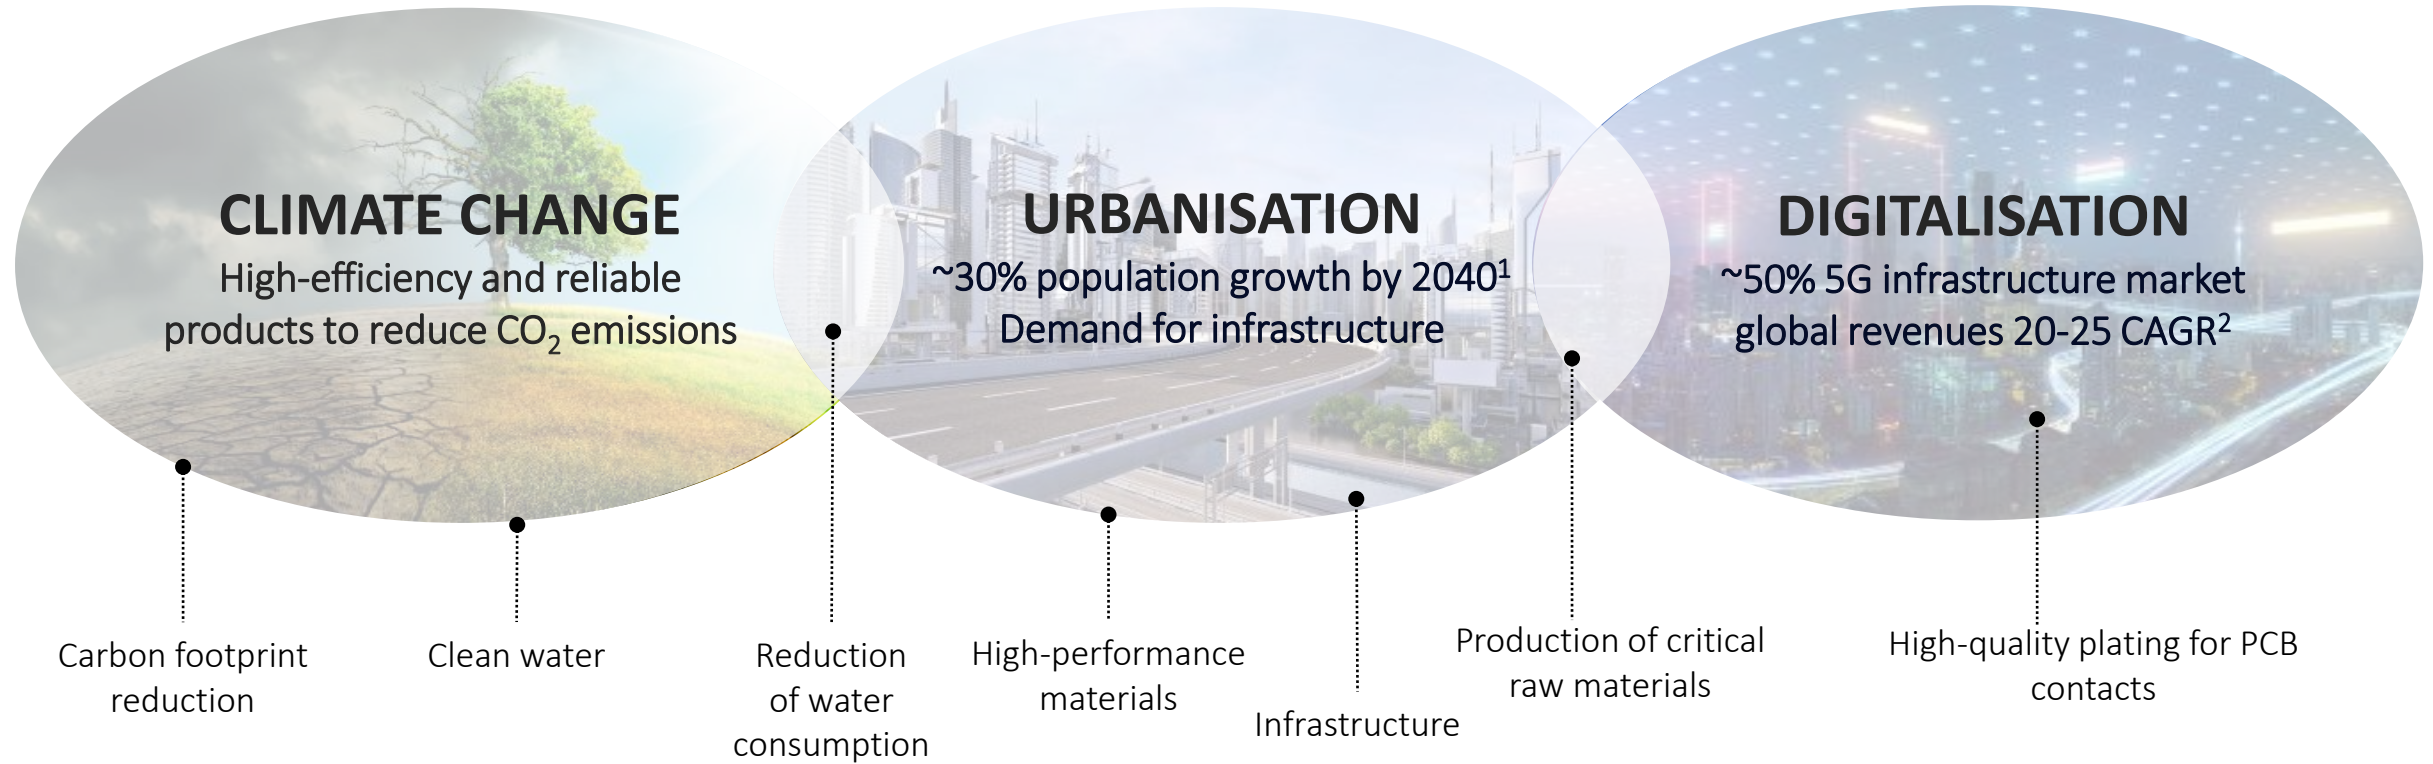 CLIMATE CHANGE
High-efficiency and reliable
products to reduce CO₂ emissions
URBANISATION
~30% population growth by 2040¹
Demand for infrastructure
DIGITALISATION
~50% 5G infrastructure market
global revenues 20-25 CAGR²
Carbon footprint
reduction
Clean water
Reduction
of water
consumption
High-performance
materials
Infrastructure
Production of critical
raw materials
High-quality plating for PCB
contacts